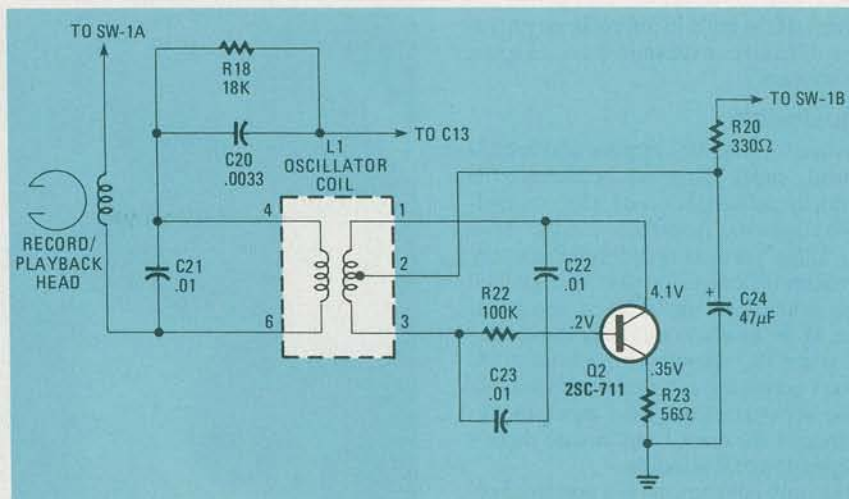 TO SW-1A
R18
18K
C20
.0033
TO C13
TO SW-1B
R20
330Ω
L1
OSCILLATOR
COIL
4
1
2
6
3
RECORD/
PLAYBACK
HEAD
C21
.01
C22
.01
R22
100K
C23
.01
.2V
4.1V
.35V
Q2
2SC-711
+
C24
47μF
R23
56Ω